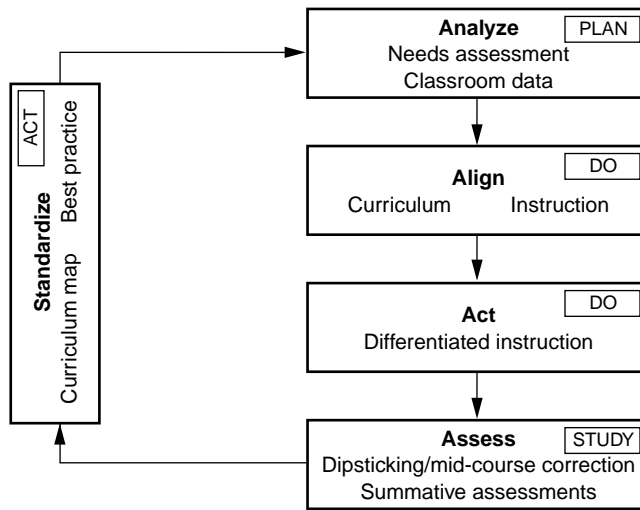 Analyze
PLAN
Needs assessment
Classroom data
Align
DO
Curriculum Instruction
Act
DO
Differentiated instruction
Assess
STUDY
Dipsticking/mid-course correction
Summative assessments
ACT
Standardize
Curriculum map Best practice